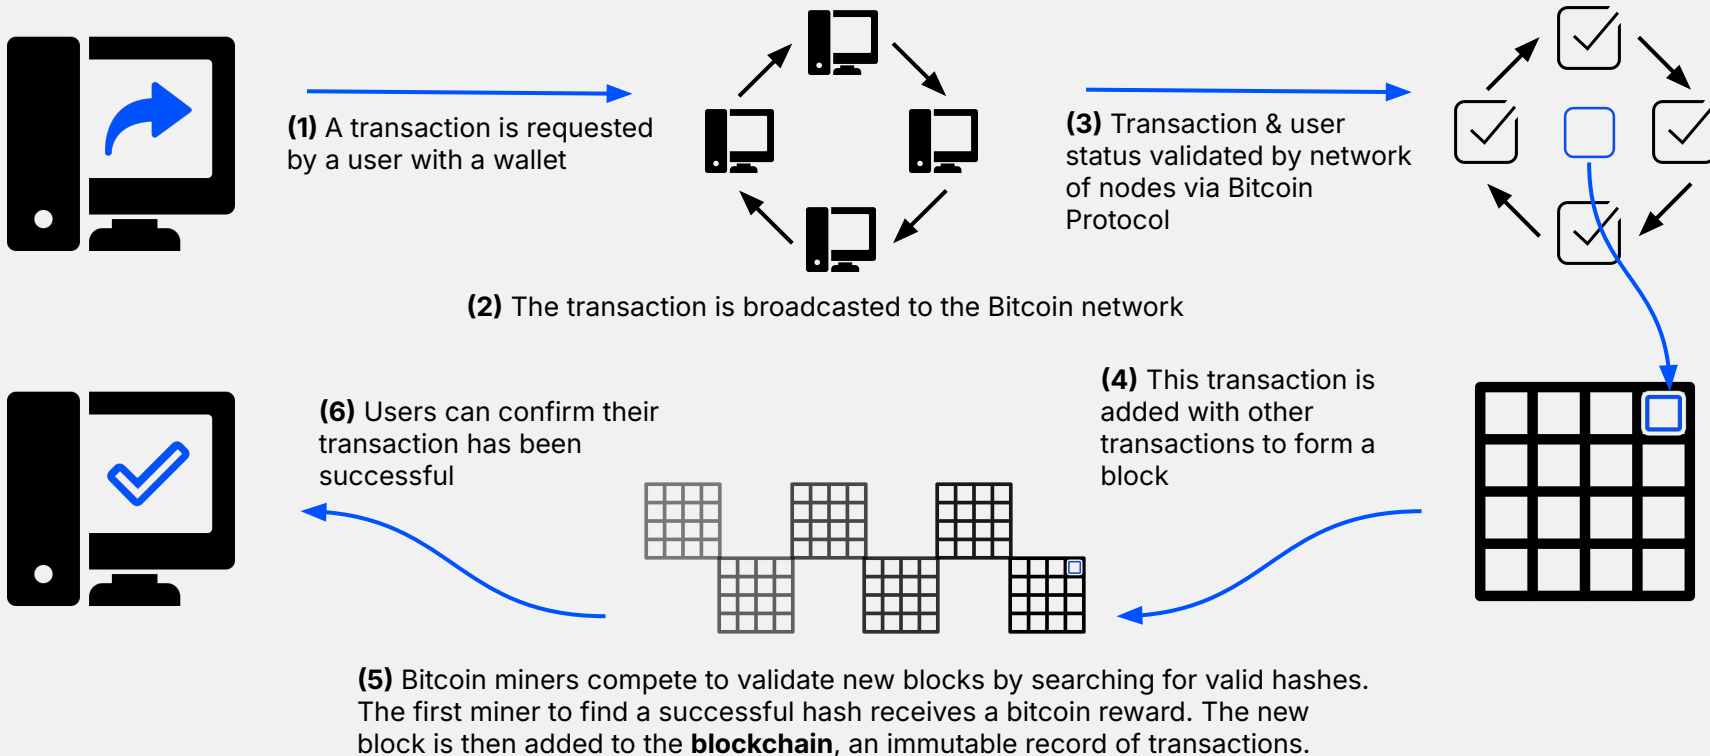 (1) A transaction is requested
by a user with a wallet
(2) The transaction is broadcasted to the Bitcoin network
(3) Transaction & user
status validated by network
of nodes via Bitcoin
Protocol
(4) This transaction is
added with other
transactions to form a
block
(5) Bitcoin miners compete to validate new blocks by searching for valid hashes.
The first miner to find a successful hash receives a bitcoin reward. The new
block is then added to the blockchain, an immutable record of transactions.
(6) Users can confirm their
transaction has been
successful